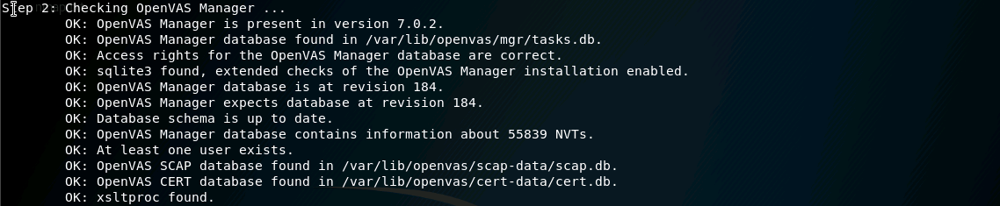 Step 2: Checking OpenVAS Manager ...
OK: OpenVAS Manager is present in version 7.0.2.
OK: OpenVAS Manager database found in /var/lib/openvas/mgr/tasks.db.
OK: Access rights for the OpenVAS Manager database are correct.
OK: sqlite3 found, extended checks of the OpenVAS Manager installation enabled.
OK: OpenVAS Manager database is at revision 184.
OK: OpenVAS Manager expects database at revision 184.
OK: Database schema is up to date.
OK: OpenVAS Manager database contains information about 55839 NVTs.
OK: At least one user exists.
OK: OpenVAS SCAP database found in /var/lib/openvas/scap-data/scap.db.
OK: OpenVAS CERT database found in /var/lib/openvas/cert-data/cert.db.
OK: xsltproc found.